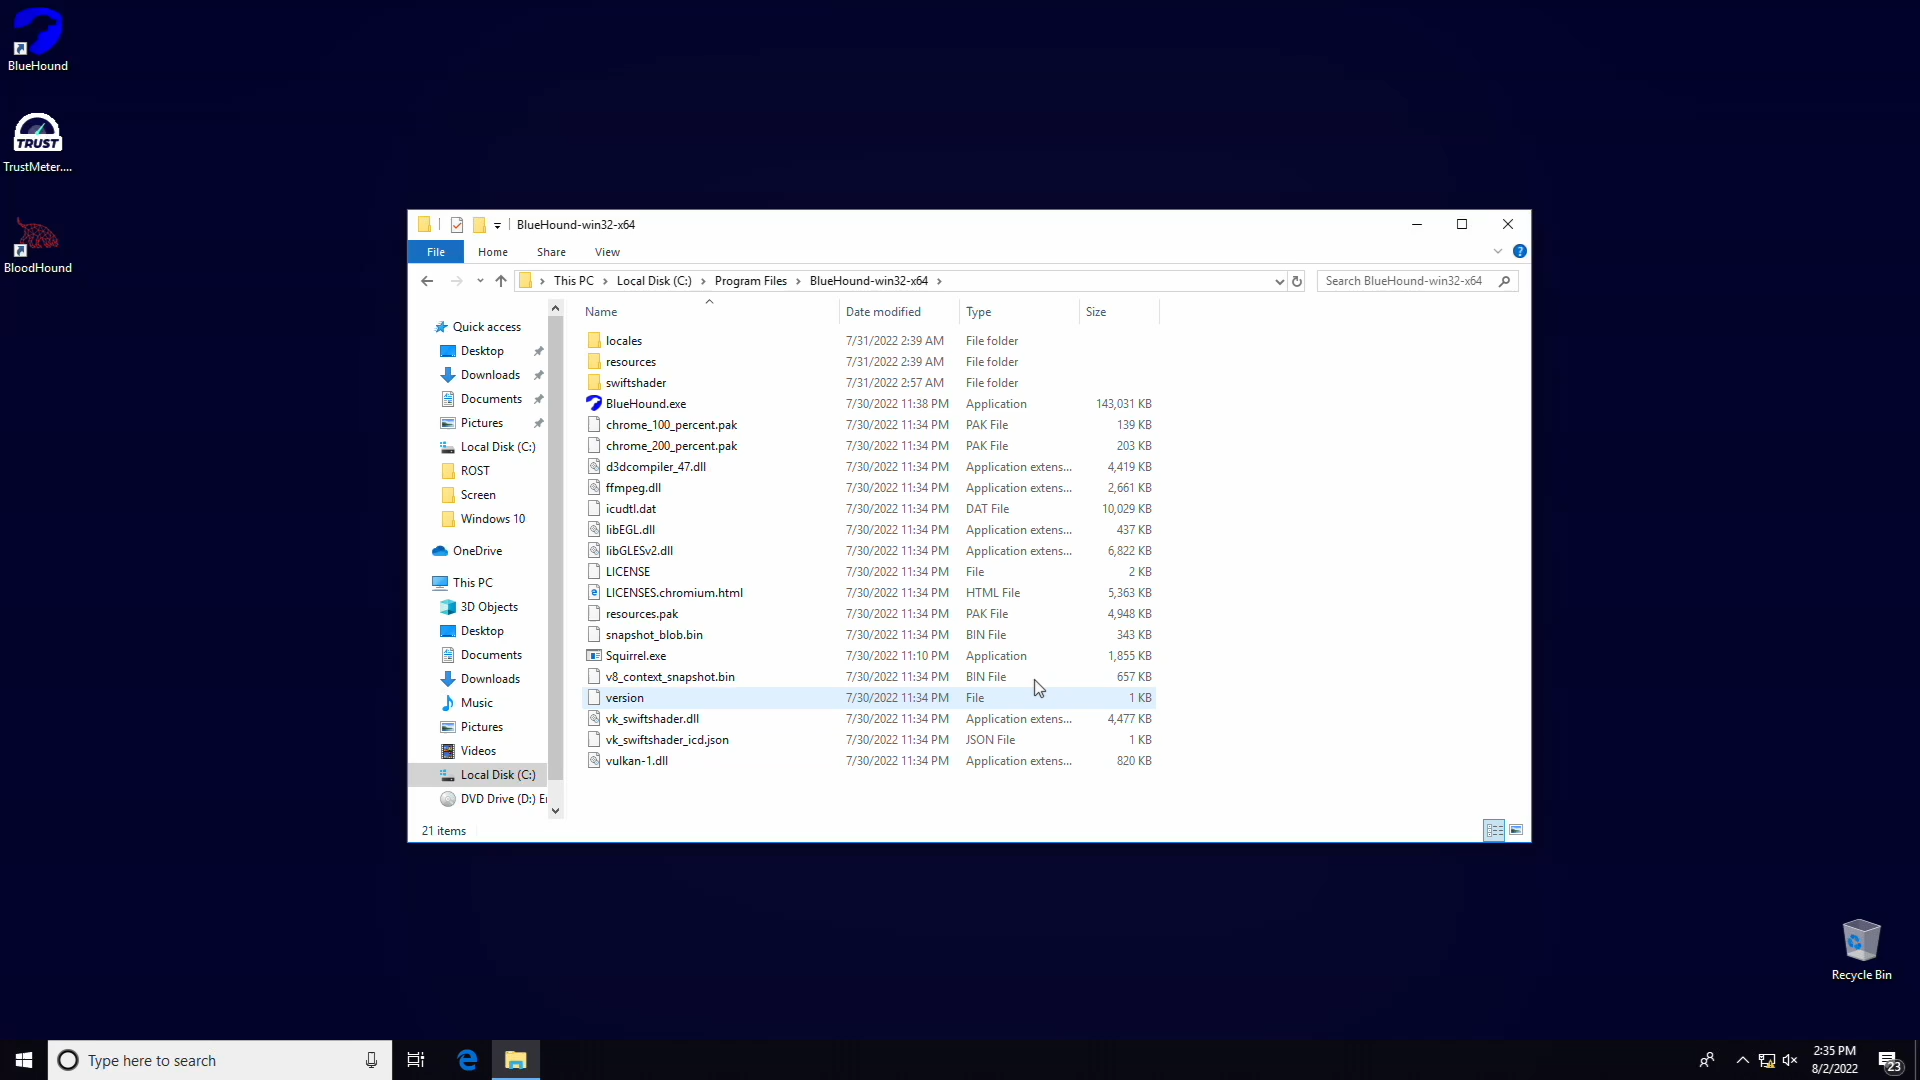 BlueHound
TRUST
TrustMeter....
BloodHound
BlueHound-win32-x64
File Home Share View
This PC Local Disk (C:) Program Files BlueHound-win32-x64
Search BlueHound-win32-x64
Quick access
Desktop
Downloads
Documents
Pictures
Local Disk (C:)
ROST
Screen
Windows 10
OneDrive
This PC
3D Objects
Desktop
Documents
Downloads
Music
Pictures
Videos
Local Disk (C:)
DVD Drive (D:) E
Name Date modified Type Size
locales 7/31/2022 2:39 AM File folder
resources 7/31/2022 2:39 AM File folder
swiftshader 7/31/2022 2:57 AM File folder
BlueHound.exe 7/30/2022 11:38 PM Application 143,031 KB
chrome_100_percent.pak 7/30/2022 11:34 PM PAK File 139 KB
chrome_200_percent.pak 7/30/2022 11:34 PM PAK File 203 KB
d3dcompiler_47.dll 7/30/2022 11:34 PM Application extens... 4,419 KB
ffmpeg.dll 7/30/2022 11:34 PM Application extens... 2,661 KB
icudtl.dat 7/30/2022 11:34 PM DAT File 10,029 KB
libEGL.dll 7/30/2022 11:34 PM Application extens... 437 KB
libGLESv2.dll 7/30/2022 11:34 PM Application extens... 6,822 KB
LICENSE 7/30/2022 11:34 PM File 2 KB
LICENSES.chromium.html 7/30/2022 11:34 PM HTML File 5,363 KB
resources.pak 7/30/2022 11:34 PM PAK File 4,948 KB
snapshot_blob.bin 7/30/2022 11:34 PM BIN File 343 KB
Squirrel.exe 7/30/2022 11:10 PM Application 1,855 KB
v8_context_snapshot.bin 7/30/2022 11:34 PM BIN File 657 KB
version 7/30/2022 11:34 PM File 1 KB
vk_swiftshader.dll 7/30/2022 11:34 PM Application extens... 4,477 KB
vk_swiftshader_icd.json 7/30/2022 11:34 PM JSON File 1 KB
vulkan-1.dll 7/30/2022 11:34 PM Application extens... 820 KB
21 items
Recycle Bin
Type here to search
2:35 PM
8/2/2022
23